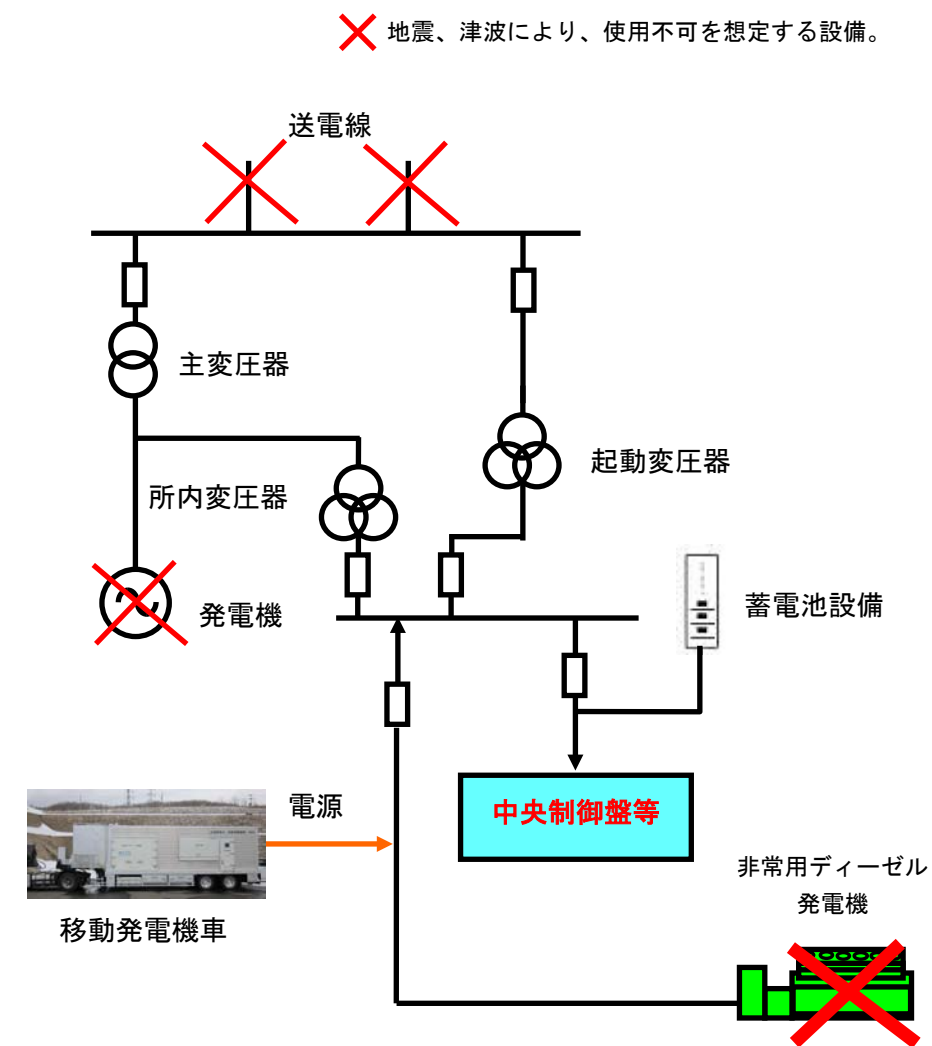 地震、津波により、使用不可を想定する設備。
送電線
主変圧器
起動変圧器
所内変圧器
発電機
蓄電池設備
電源
中央制御盤等
移動発電機車
非常用ディーゼル
発電機